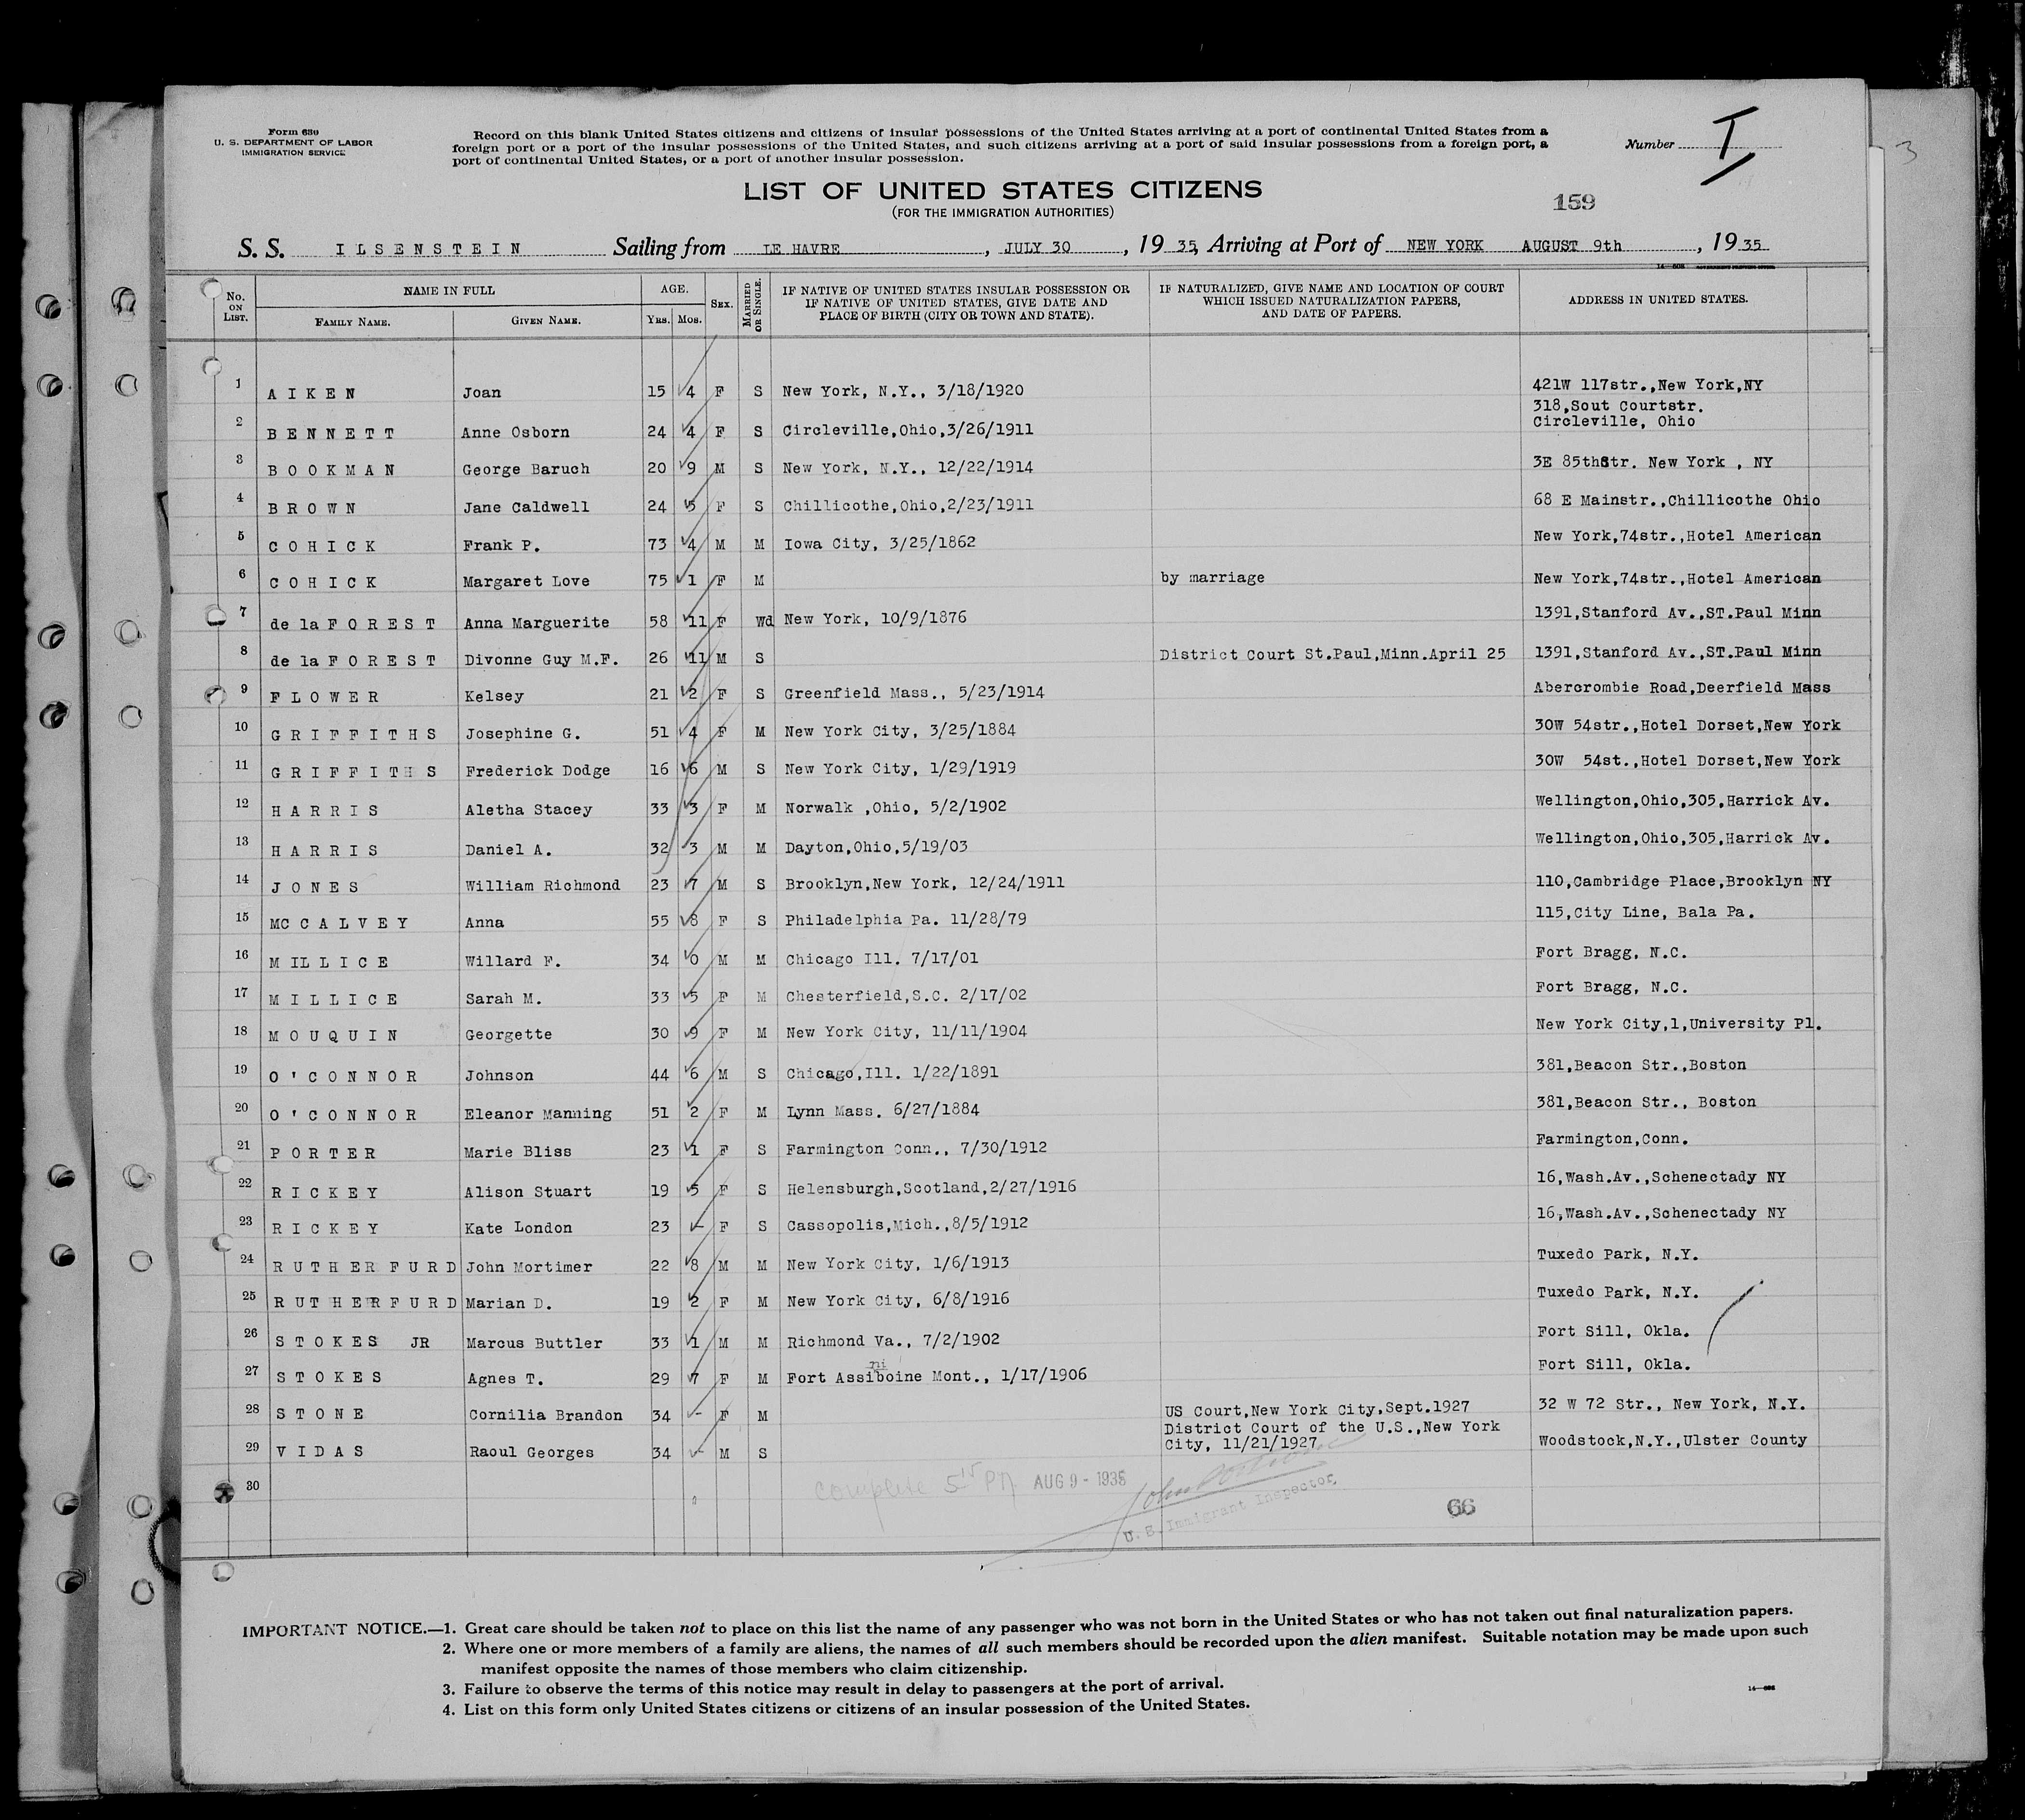 Form 630
U. S. DEPARTMENT OF LABOR
IMMIGRATION SERVICE
Record on this blank United States citizens and citizens of insular possessions of the United States arriving at a port of continental United States from a
foreign port or a port of the insular possessions of the United States, and such citizens arriving at a port of said insular possessions from a foreign port, a
port of continental United States, or a port of another insular possession.
Number I
3
LIST OF UNITED STATES CITIZENS
(FOR THE IMMIGRATION AUTHORITIES)
159
S. S. ILSENSTEIN Sailing from LE HAVRE, JULY 30, 1935, Arriving at Port of NEW YORK AUGUST 9th, 1935
No. ON LIST. NAME IN FULL FAMILY NAME. GIVEN NAME. AGE. YRS. MOS. SEX. MARRIED OR SINGLE. IF NATIVE OF UNITED STATES INSULAR POSSESSION OR IF NATIVE OF UNITED STATES, GIVE DATE AND PLACE OF BIRTH (CITY OR TOWN AND STATE). IF NATURALIZED, GIVE NAME AND LOCATION OF COURT WHICH ISSUED NATURALIZATION PAPERS, AND DATE OF PAPERS. ADDRESS IN UNITED STATES.
1 AIKEN Joan 15 4 F S New York, N.Y., 3/18/1920 421W 117str.,New York,NY
2 BENNETT Anne Osborn 24 4 F S Circleville,Ohio,3/26/1911 318,Sout Courtstr. Circleville, Ohio
3 BOOKMAN George Baruch 20 9 M S New York, N.Y., 12/22/1914 3E 85thStr. New York , NY
4 BROWN Jane Caldwell 24 5 F S Chillicothe,Ohio,2/23/1911 68 E Mainstr.,Chillicothe Ohio
5 COHICK Frank P. 73 4 M M Iowa City, 3/25/1862 New York,74str.,Hotel American
6 COHICK Margaret Love 75 1 F M by marriage New York,74str.,Hotel American
7 de la FOREST Anna Marguerite 58 11 F Wd New York, 10/9/1876 1391,Stanford Av.,ST.Paul Minn
8 de la FOREST Divonne Guy M.F. 26 11 M S District Court St.Paul,Minn.April 25 1391,Stanford Av.,ST.Paul Minn
9 FLOWER Kelsey 21 2 F S Greenfield Mass., 5/23/1914 Abercrombie Road,Deerfield Mass
10 GRIFFITHS Josephine G. 51 4 F M New York City, 3/25/1884 30W 54str.,Hotel Dorset,New York
11 GRIFFITHS Frederick Dodge 16 6 M S New York City, 1/29/1919 30W 54st.,Hotel Dorset,New York
12 HARRIS Aletha Stacey 33 3 F M Norwalk ,Ohio, 5/2/1902 Wellington,Ohio,305,Harrick Av.
13 HARRIS Daniel A. 32 3 M M Dayton,Ohio,5/19/03 Wellington,Ohio,305,Harrick Av.
14 JONES William Richmond 23 7 M S Brooklyn,New York, 12/24/1911 110,Cambridge Place,Brooklyn NY
15 MC CALVEY Anna 55 8 F S Philadelphia Pa. 11/28/79 115,City Line, Bala Pa.
16 MILLICE Willard F. 34 0 M M Chicago Ill. 7/17/01 Fort Bragg, N.C.
17 MILLICE Sarah M. 33 5 F M Chesterfield,S.C. 2/17/02 Fort Bragg, N.C.
18 MOUQUIN Georgette 30 9 F M New York City, 11/11/1904 New York City,1,University Pl.
19 O'CONNOR Johnson 44 6 M S Chicago,Ill. 1/22/1891 381,Beacon Str.,Boston
20 O'CONNOR Eleanor Manning 51 2 F M Lynn Mass. 6/27/1884 381,Beacon Str., Boston
21 PORTER Marie Bliss 23 1 F S Farmington Conn., 7/30/1912 Farmington,Conn.
22 RICKEY Alison Stuart 19 5 F S Helensburgh,Scotland,2/27/1916 16,Wash.Av.,Schenectady NY
23 RICKEY Kate London 23 - F S Cassopolis,Mich.,8/5/1912 16,Wash.Av.,Schenectady NY
24 RUTHERFURD John Mortimer 22 8 M M New York City, 1/6/1913 Tuxedo Park, N.Y.
25 RUTHERFURD Marian D. 19 2 F M New York City, 6/8/1916 Tuxedo Park, N.Y.
26 STOKES JR Marcus Buttler 33 1 M M Richmond Va., 7/2/1902 Fort Sill, Okla.
27 STOKES Agnes T. 29 7 F M Fort Assiboine Mont., 1/17/1906 Fort Sill, Okla.
ni
28 STONE Cornilia Brandon 34 - F M US Court,New York City,Sept.1927 32 W 72 Str., New York, N.Y.
29 VIDAS Raoul Georges 34 - M S District Court of the U.S.,New York City, 11/21/1927 Woodstock,N.Y.,Ulster County
30
complete 5 15 PM AUG 9 - 1935
U. S. Immigrant Inspector,
66
IMPORTANT NOTICE.—1. Great care should be taken not to place on this list the name of any passenger who was not born in the United States or who has not taken out final naturalization papers.
2. Where one or more members of a family are aliens, the names of all such members should be recorded upon the alien manifest. Suitable notation may be made upon such
manifest opposite the names of those members who claim citizenship.
3. Failure to observe the terms of this notice may result in delay to passengers at the port of arrival.
4. List on this form only United States citizens or citizens of an insular possession of the United States.